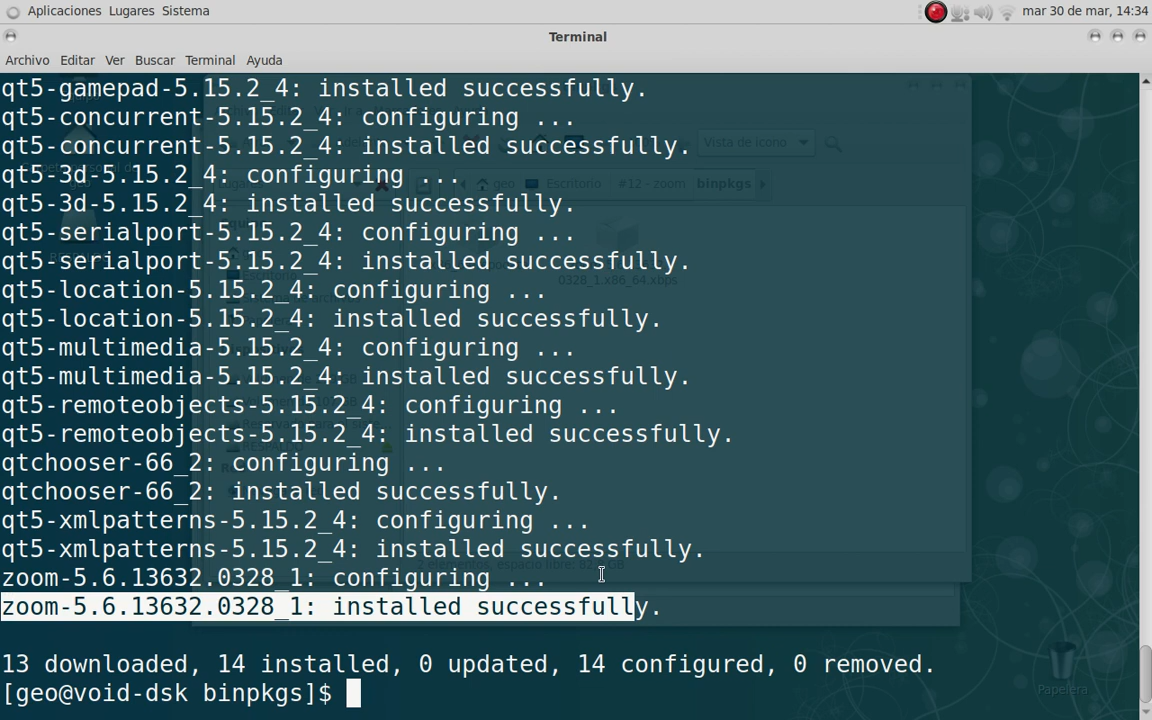 Aplicaciones Lugares Sistema
mar 30 de mar, 14:34
Terminal
Archivo Editar Ver Buscar Terminal Ayuda
qt5-gamepad-5.15.2_4: installed successfully.
qt5-concurrent-5.15.2_4: configuring ...
qt5-concurrent-5.15.2_4: installed successfully.
Vista de icono
qt5-3d-5.15.2_4: configuring ...
geo Escritorio #12 - zoom binpkgs
qt5-3d-5.15.2_4: installed successfully.
qt5-serialport-5.15.2_4: configuring ...
qt5-serialport-5.15.2_4: installed successfully.
0328_1.x86_64.xbps
qt5-location-5.15.2_4: configuring ...
qt5-location-5.15.2_4: installed successfully.
qt5-multimedia-5.15.2_4: configuring ...
qt5-multimedia-5.15.2_4: installed successfully.
qt5-remoteobjects-5.15.2_4: configuring ...
qt5-remoteobjects-5.15.2_4: installed successfully.
qtchooser-66_2: configuring ...
qtchooser-66_2: installed successfully.
qt5-xmlpatterns-5.15.2_4: configuring ...
qt5-xmlpatterns-5.15.2_4: installed successfully.
zoom-5.6.13632.0328_1: configuring ...
zoom-5.6.13632.0328_1: installed successfully.
13 downloaded, 14 installed, 0 updated, 14 configured, 0 removed.
[geo@void-dsk binpkgs]$
Papelera